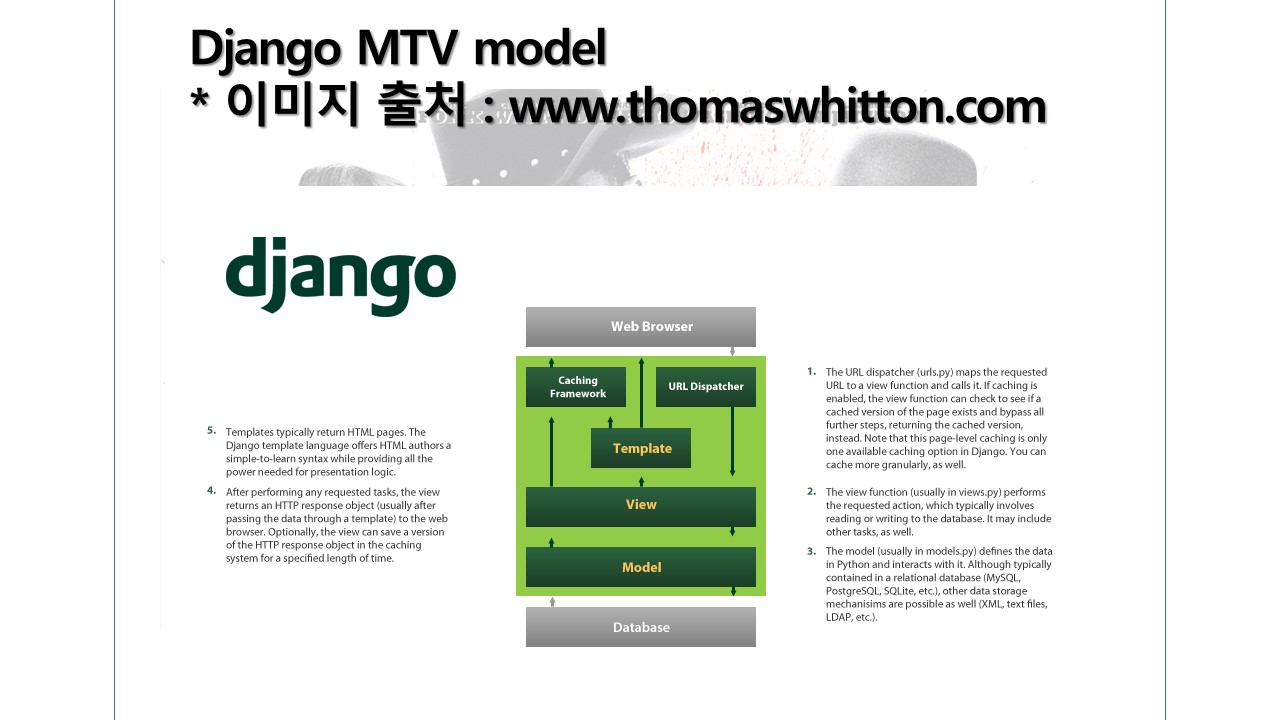 Django MTV model
* 이미지 출처 : www.thomaswhitton.com
django
Web Browser
Caching
Framework
URL Dispatcher
Template
View
Model
Database
1. The URL dispatcher (urls.py) maps the requested
URL to a view function and calls it. If caching is
enabled, the view function can check to see if a
cached version of the page exists and bypass all
further steps, returning the cached version,
instead. Note that this page-level caching is only
one available caching option in Django. You can
cache more granularly, as well.
2. The view function (usually in views.py) performs
the requested action, which typically involves
reading or writing to the database. It may include
other tasks, as well.
3. The model (usually in models.py) defines the data
in Python and interacts with it. Although typically
contained in a relational database (MySQL,
PostgreSQL, SQLite, etc.), other data storage
mechanisims are possible as well (XML, text files,
LDAP, etc.).
5. Templates typically return HTML pages. The
Django template language offers HTML authors a
simple-to-learn syntax while providing all the
power needed for presentation logic.
4. After performing any requested tasks, the view
returns an HTTP response object (usually after
passing the data through a template) to the web
browser. Optionally, the view can save a version
of the HTTP response object in the caching
system for a specified length of time.